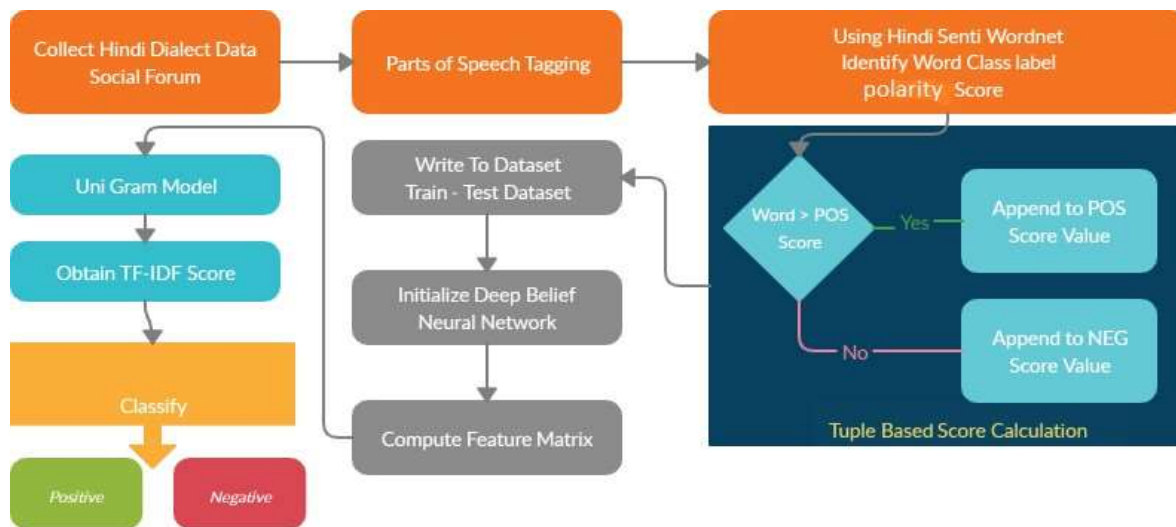 Collect Hindi Dialect Data
Social Forum
Parts of Speech Tagging
Using Hindi Senti Wordnet
Identify Word Class label
polarity Score
Word > POS
Score
Yes
Append to POS
Score Value
No
Append to NEG
Score Value
Tuple Based Score Calculation
Write To Dataset
Train - Test Dataset
Initialize Deep Belief
Neural Network
Compute Feature Matrix
Uni Gram Model
Obtain TF-IDF Score
Classify
Positive
Negative